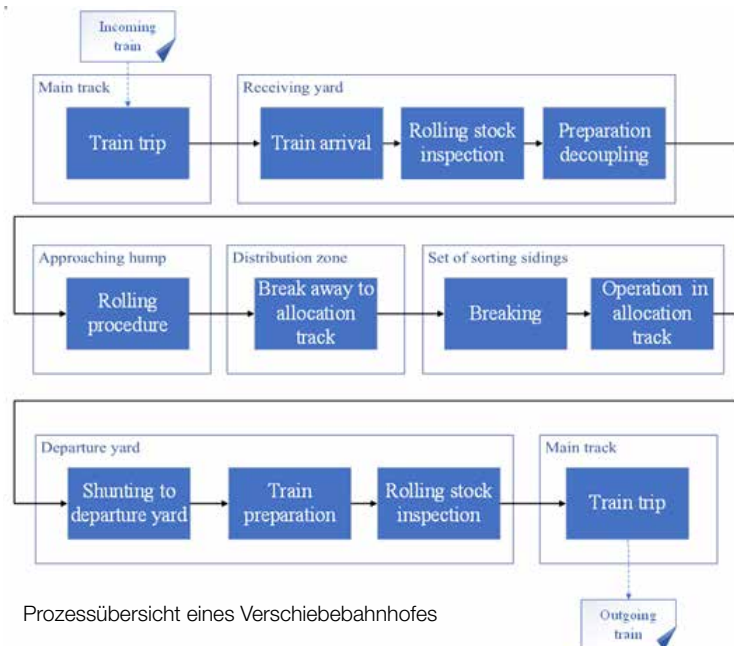 Incoming
train
Main track
Train trip
Receiving yard
Train arrival
Rolling stock
inspection
Preparation
decoupling
Approaching hump
Rolling
procedure
Distribution zone
Break away to
allocation
track
Set of sorting sidings
Breaking
Operation in
allocation
track
Departure yard
Shunting to
departure yard
Train
preparation
Rolling stock
inspection
Main track
Train trip
Outgoing
train
Prozessübersicht eines Verschiebebahnhofes